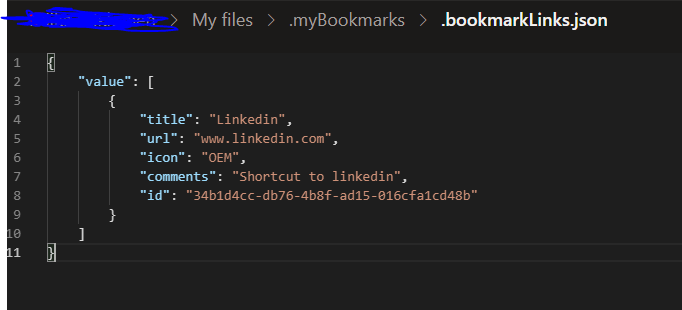 > My files > .myBookmarks > .bookmarkLinks.json
1 {
2 "value": [
3 {
4 "title": "Linkedin",
5 "url": "www.linkedin.com",
6 "icon": "OEM",
7 "comments": "Shortcut to linkedin",
8 "id": "34b1d4cc-db76-4b8f-ad15-016cfa1cd48b"
9 }
10 ]
11 }